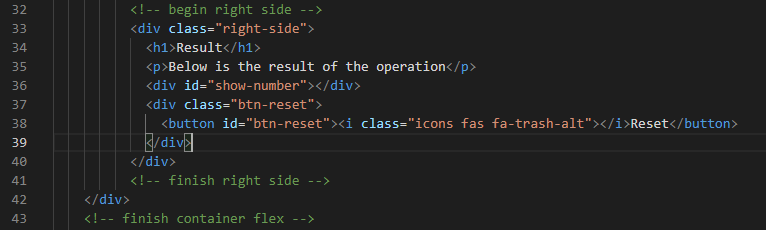 32 <!-- begin right side -->
33 <div class="right-side">
34 <h1>Result</h1>
35 <p>Below is the result of the operation</p>
36 <div id="show-number"></div>
37 <div class="btn-reset">
38 <button id="btn-reset"><i class="icons fas fa-trash-alt"></i>Reset</button>
39 </div>
40 </div>
41 <!-- finish right side -->
42 </div>
43 <!-- finish container flex -->